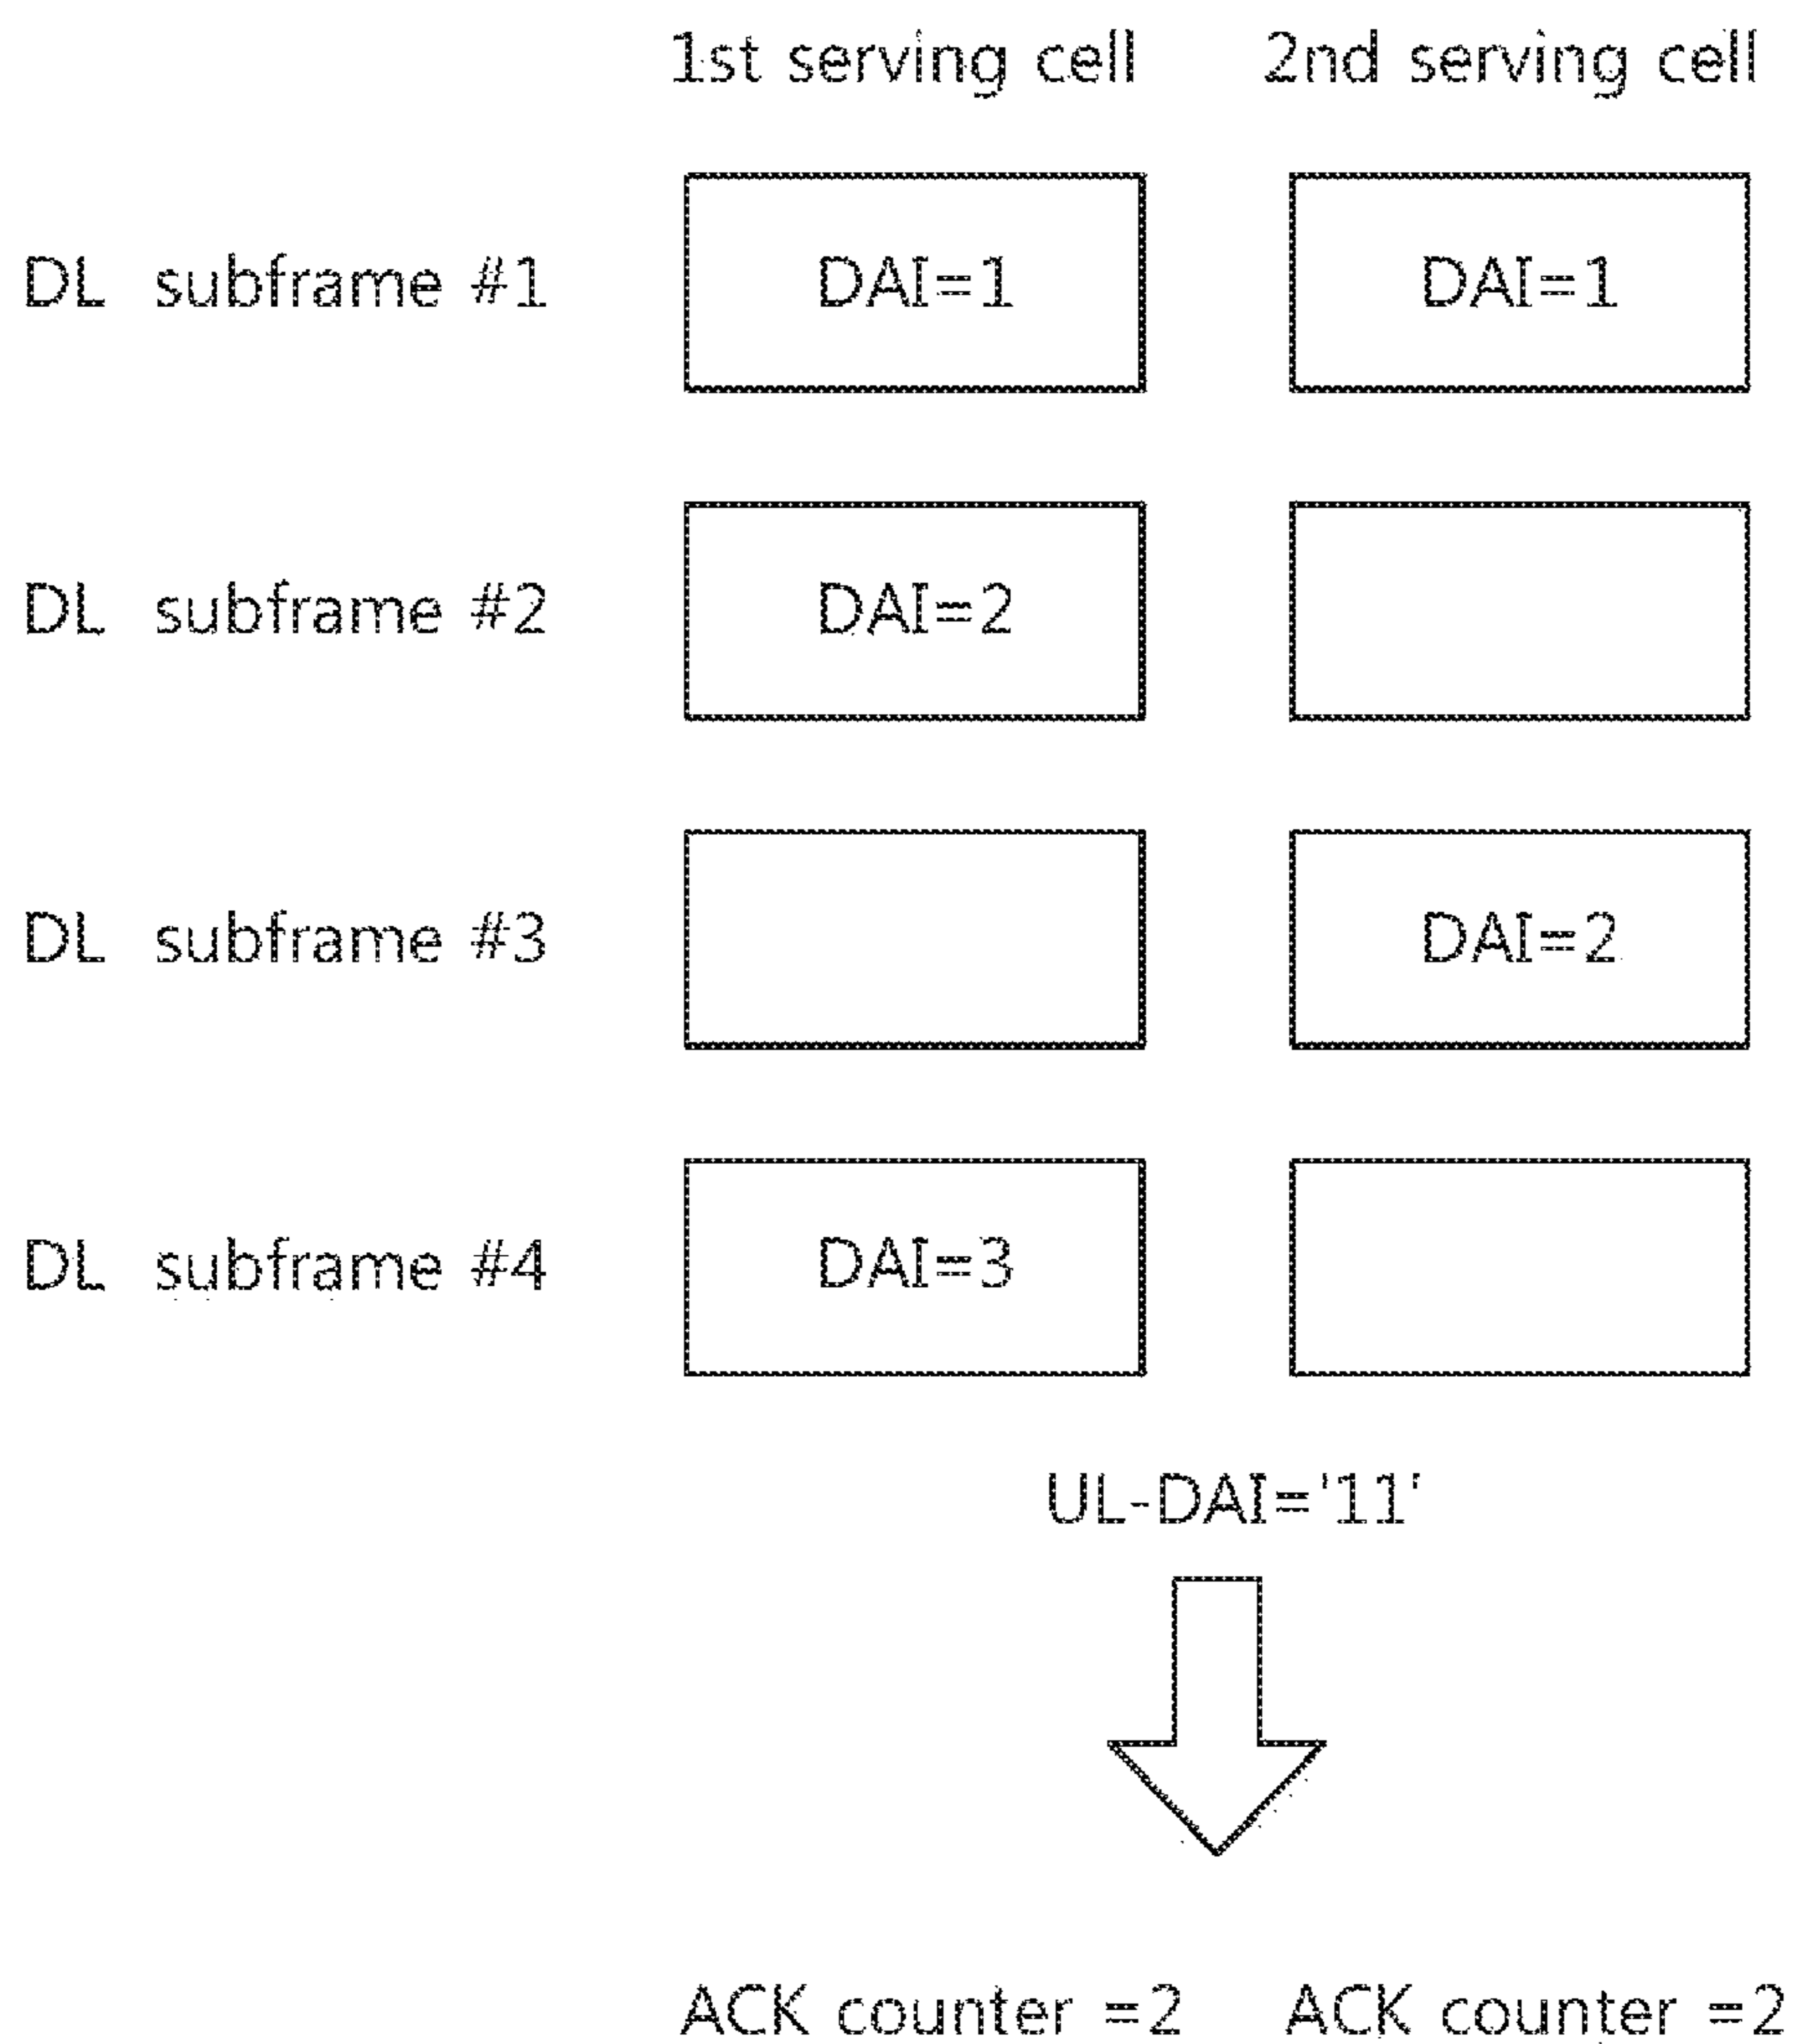 1st serving cell 2nd serving cell
DL subframe #1 DAI=1 DAI=1
DL subframe #2 DAI=2
DL subframe #3 DAI=2
DL subframe #4 DAI=3
UL-DAI='11'
ACK counter =2 ACK counter =2